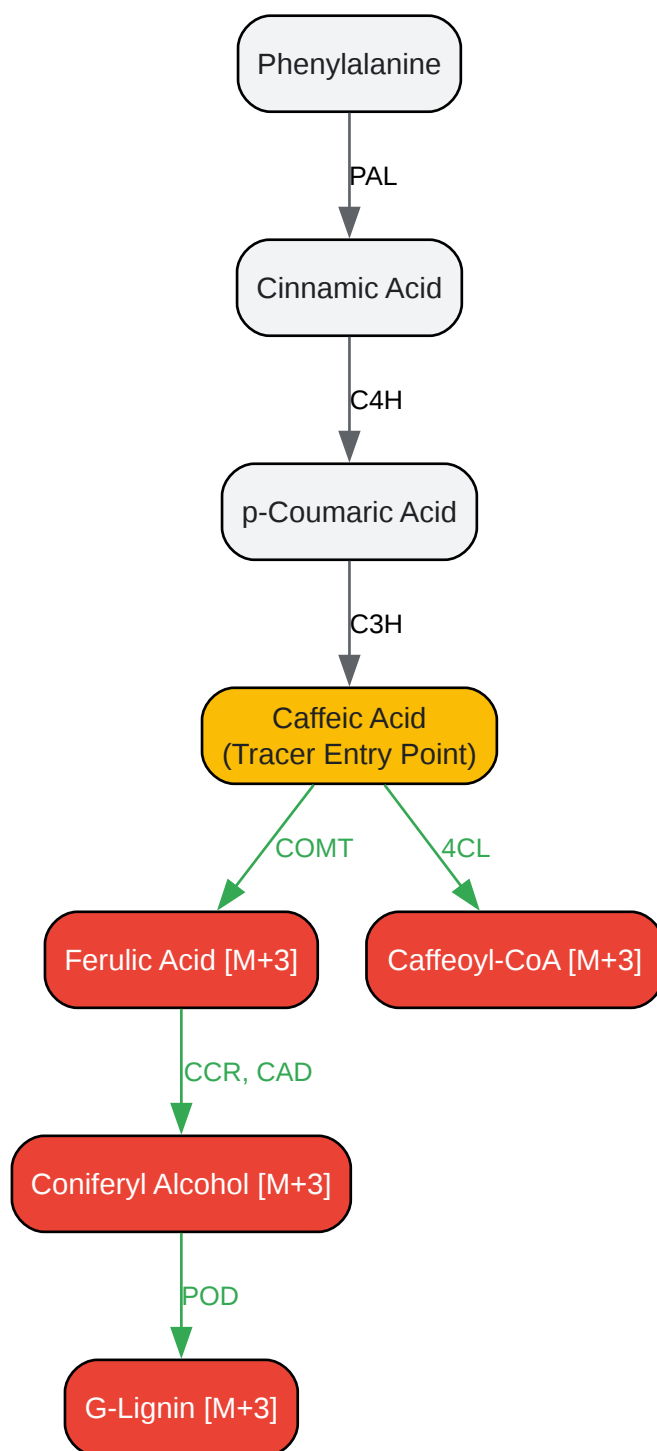 Phenylalanine
PAL
Cinnamic Acid
C4H
p-Coumaric Acid
C3H
Caffeic Acid
(Tracer Entry Point)
COMT
4CL
Ferulic Acid [M+3]
Caffeoyl-CoA [M+3]
CCR, CAD
Coniferyl Alcohol [M+3]
POD
G-Lignin [M+3]